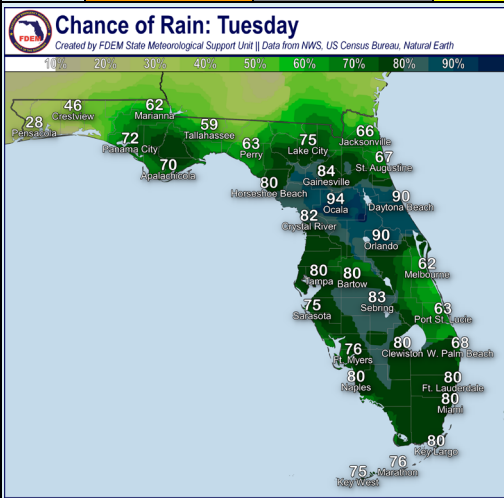 FDEM
Chance of Rain: Tuesday
Created by FDEM State Meteorological Support Unit || Data from NWS, US Census Bureau, Natural Earth
10% 20% 30% 40% 50% 60% 70% 80% 90%
46
Crestview
62
Marianna
28
Pensacola
59
Tallahassee
72
Panama City
63
Perry
75
Lake City
66
Jacksonville
67
St. Augustine
70
Apalachicola
80
Horseshoe Beach
84
Gainesville
94
Ocala
90
Daytona Beach
82
Crystal River
90
Orlando
62
Melbourne
80
Tampa
80
Bartow
83
Sebring
75
Sarasota
63
Port St. Lucie
76
Ft. Myers
80
Clewiston
68
W. Palm Beach
80
Naples
80
Ft. Lauderdale
80
Miami
80
Key Largo
76
Marathon
75
Key West